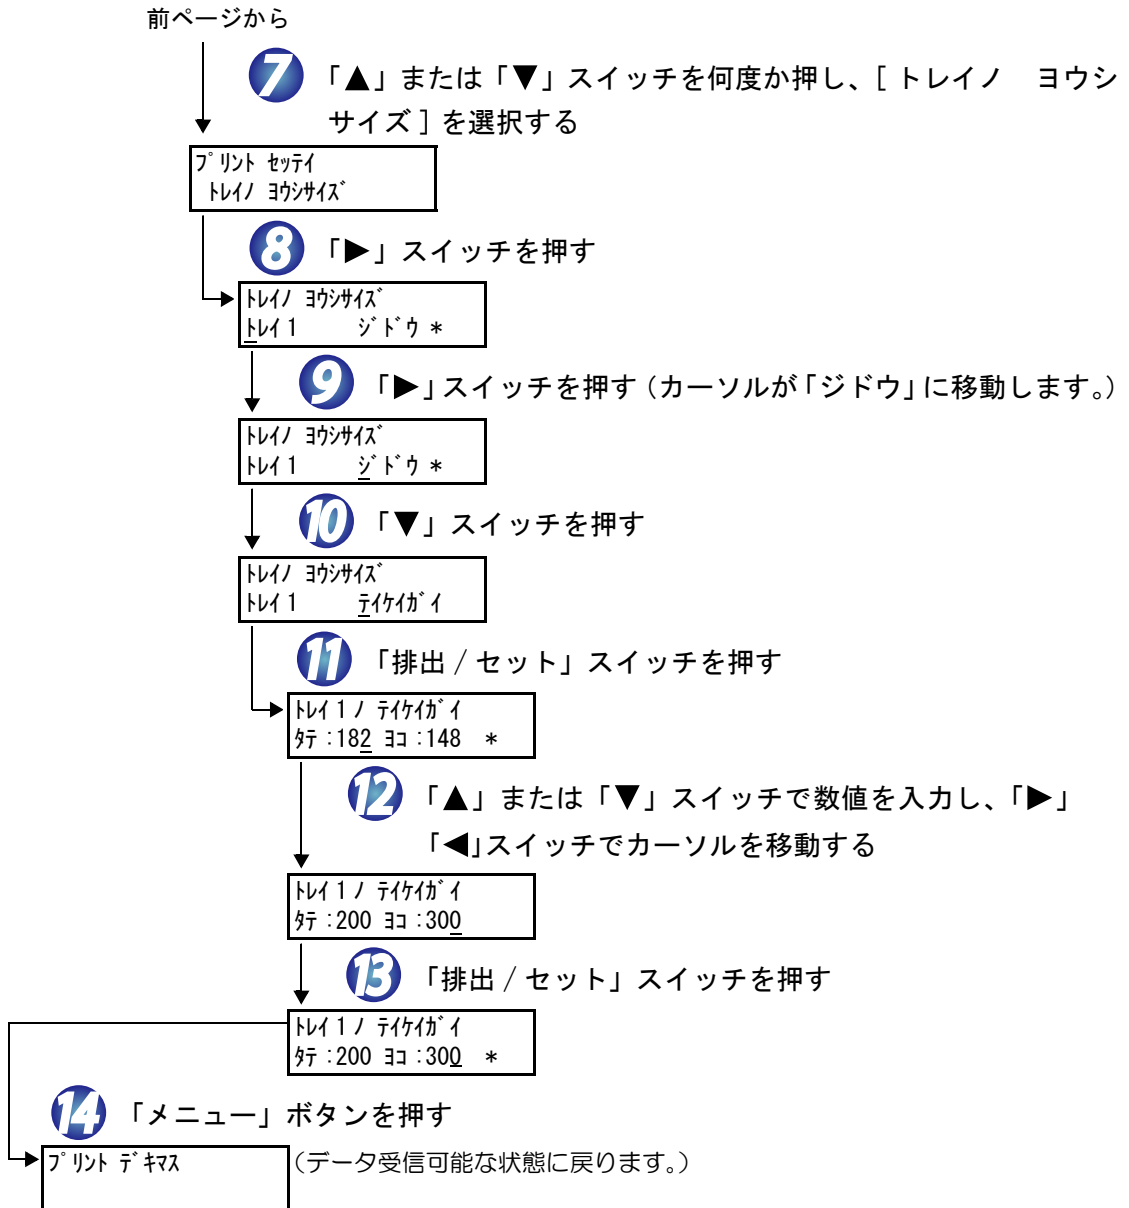 前ページから
7 「▲」または「▼」スイッチを何度か押し、[ トレイノ　ヨウシ
サイズ ] を選択する
ﾌﾟﾘﾝﾄ ｾｯﾃｲ
ﾄﾚｲﾉ ﾖｳｼｻｲｽﾞ
8 「▶」スイッチを押す
ﾄﾚｲﾉ ﾖｳｼｻｲｽﾞ
ﾄﾚｲ 1 ｼﾞﾄﾞｳ *
9 「▶」スイッチを押す（カーソルが「ジドウ」に移動します。）
ﾄﾚｲﾉ ﾖｳｼｻｲｽﾞ
ﾄﾚｲ 1 ｼﾞﾄﾞｳ *
10 「▼」スイッチを押す
ﾄﾚｲﾉ ﾖｳｼｻｲｽﾞ
ﾄﾚｲ 1 ﾃｲｹｲｶﾞｲ
11 「排出 / セット」スイッチを押す
ﾄﾚｲ 1 ﾉ ﾃｲｹｲｶﾞｲ
ﾀﾃ :182 ﾖｺ :148 *
12 「▲」または「▼」スイッチで数値を入力し、「▶」
「◀」スイッチでカーソルを移動する
ﾄﾚｲ 1 ﾉ ﾃｲｹｲｶﾞｲ
ﾀﾃ :200 ﾖｺ :300
13 「排出 / セット」スイッチを押す
ﾄﾚｲ 1 ﾉ ﾃｲｹｲｶﾞｲ
ﾀﾃ :200 ﾖｺ :300 *
14 「メニュー」ボタンを押す
ﾌﾟﾘﾝﾄ ﾃﾞｷﾏｽ （データ受信可能な状態に戻ります。）